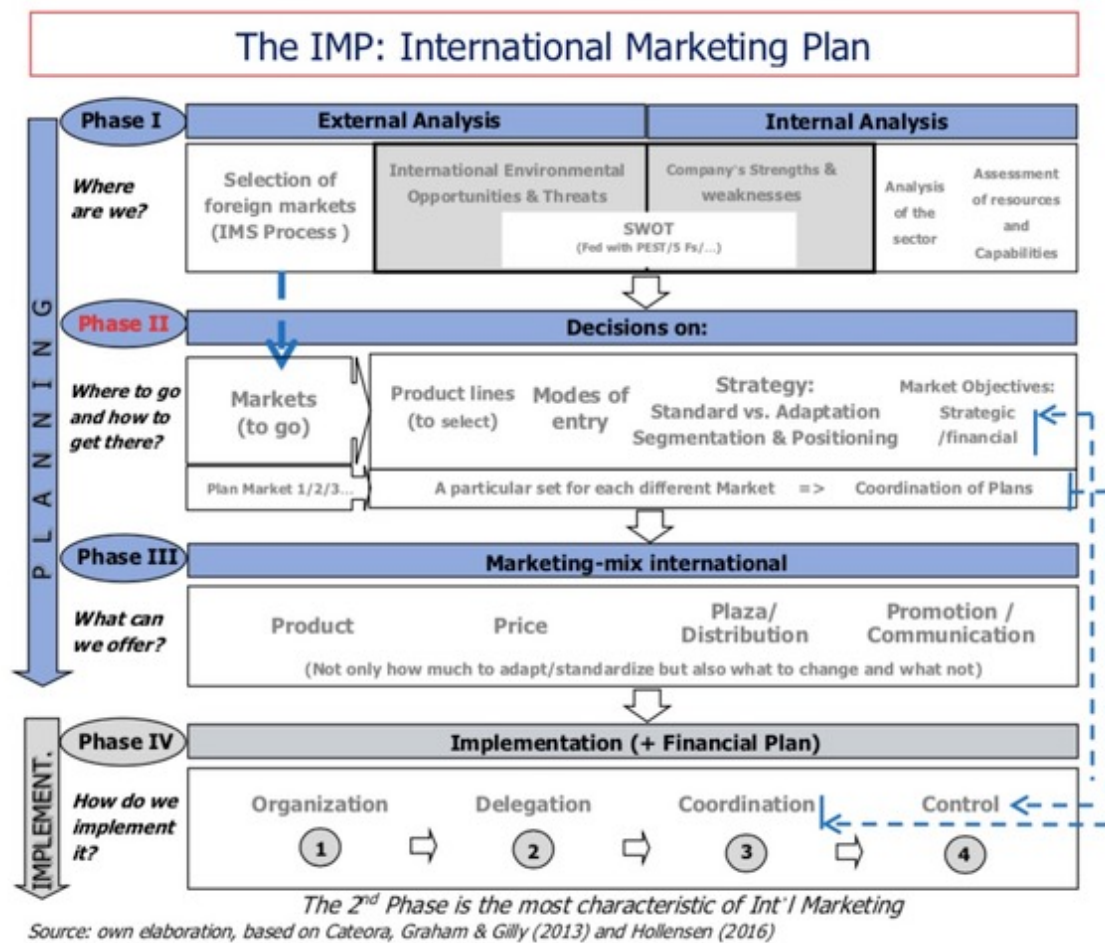 The IMP: International Marketing Plan
Phase I
External Analysis
Internal Analysis
Where
are we?
Selection of
foreign markets
(IMS Process )
International Environmental
Opportunities & Threats
Company's Strengths &
weaknesses
SWOT
(Fed with PEST/5 Fs/...)
Analysis
of the
sector
Assessment
of resources
and
Capabilities
PLANNING
Phase II
Decisions on:
Where to go
and how to
get there?
Markets
(to go)
Product lines
(to select)
Modes of
entry
Strategy:
Standard vs. Adaptation
Segmentation & Positioning
Market Objectives:
Strategic
/financial
Plan Market 1/2/3...
A particular set for each different Market => Coordination of Plans
Phase III
Marketing-mix international
What can
we offer?
Product
Price
Plaza/
Distribution
Promotion /
Communication
(Not only how much to adapt/standardize but also what to change and what not)
Phase IV
Implementation (+ Financial Plan)
IMPLEMENT.
How do we
implement
it?
Organization
Delegation
Coordination
Control
1
2
3
4
The 2nd Phase is the most characteristic of Int´l Marketing
Source: own elaboration, based on Cateora, Graham & Gilly (2013) and Hollensen (2016)